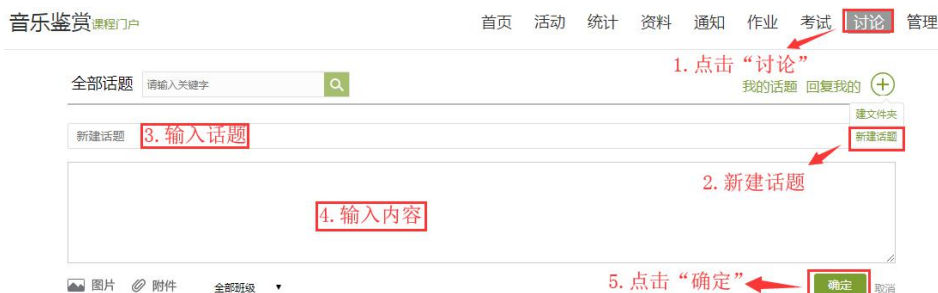 音乐鉴赏课程门户 首页 活动 统计 资料 通知 作业 考试 讨论 管理
1.点击“讨论”
全部话题 请输入关键字 我的话题 回复我的
建文件夹
新建话题 3.输入话题 新建话题
2.新建话题
4.输入内容
图片 附件 全部班级 5.点击“确定” 确定 取消